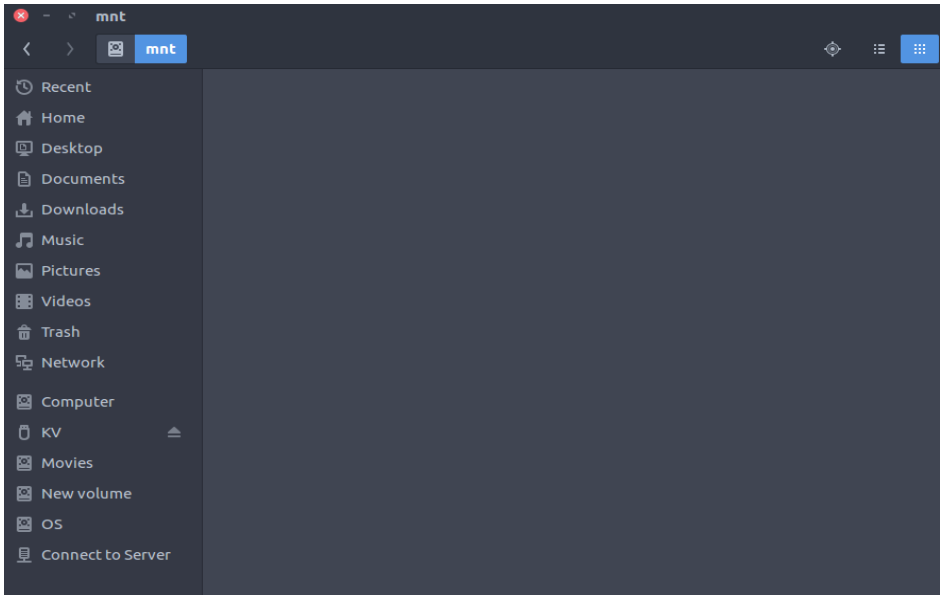 mnt
mnt
Recent
Home
Desktop
Documents
Downloads
Music
Pictures
Videos
Trash
Network
Computer
KV
Movies
New volume
OS
Connect to Server